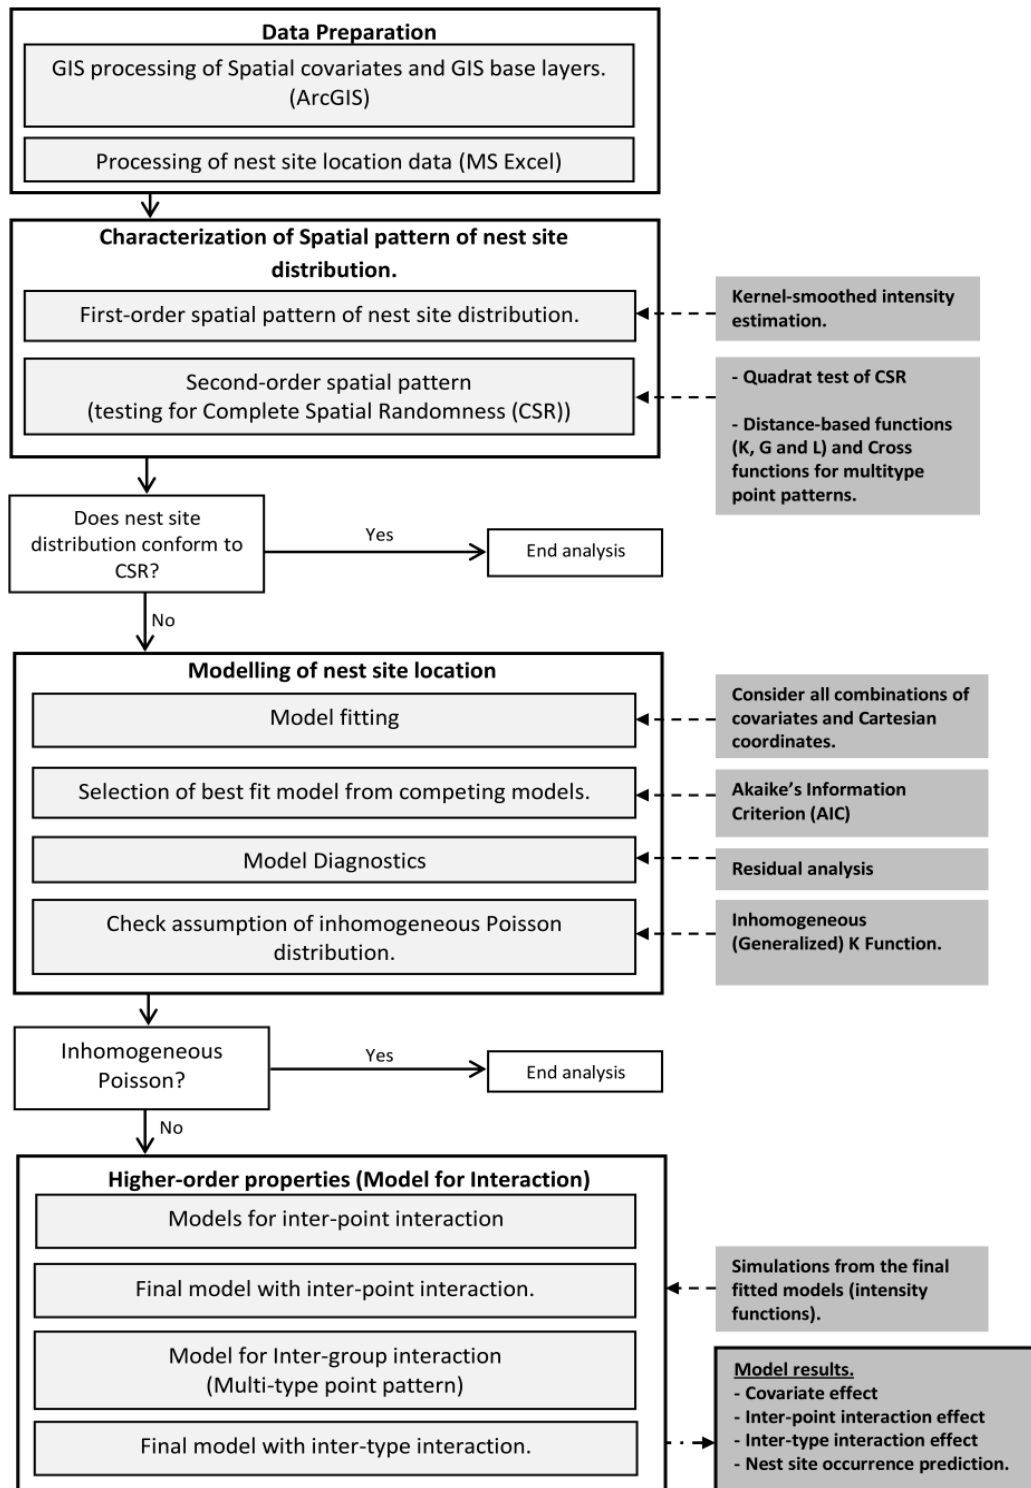 Data Preparation
GIS processing of Spatial covariates and GIS base layers.
(ArcGIS)
Processing of nest site location data (MS Excel)
Characterization of Spatial pattern of nest site
distribution.
First-order spatial pattern of nest site distribution.
Kernel-smoothed intensity
estimation.
Second-order spatial pattern
(testing for Complete Spatial Randomness (CSR))
- Quadrat test of CSR
- Distance-based functions
(K, G and L) and Cross
functions for multitype
point patterns.
Does nest site
distribution conform to
CSR?
Yes
End analysis
No
Modelling of nest site location
Model fitting
Consider all combinations of
covariates and Cartesian
coordinates.
Selection of best fit model from competing models.
Akaike's Information
Criterion (AIC)
Model Diagnostics
Residual analysis
Check assumption of inhomogeneous Poisson
distribution.
Inhomogeneous
(Generalized) K Function.
Inhomogeneous
Poisson?
Yes
End analysis
No
Higher-order properties (Model for Interaction)
Models for inter-point interaction
Final model with inter-point interaction.
Simulations from the final
fitted models (intensity
functions).
Model for Inter-group interaction
(Multi-type point pattern)
Final model with inter-type interaction.
Model results.
- Covariate effect
- Inter-point interaction effect
- Inter-type interaction effect
- Nest site occurrence prediction.